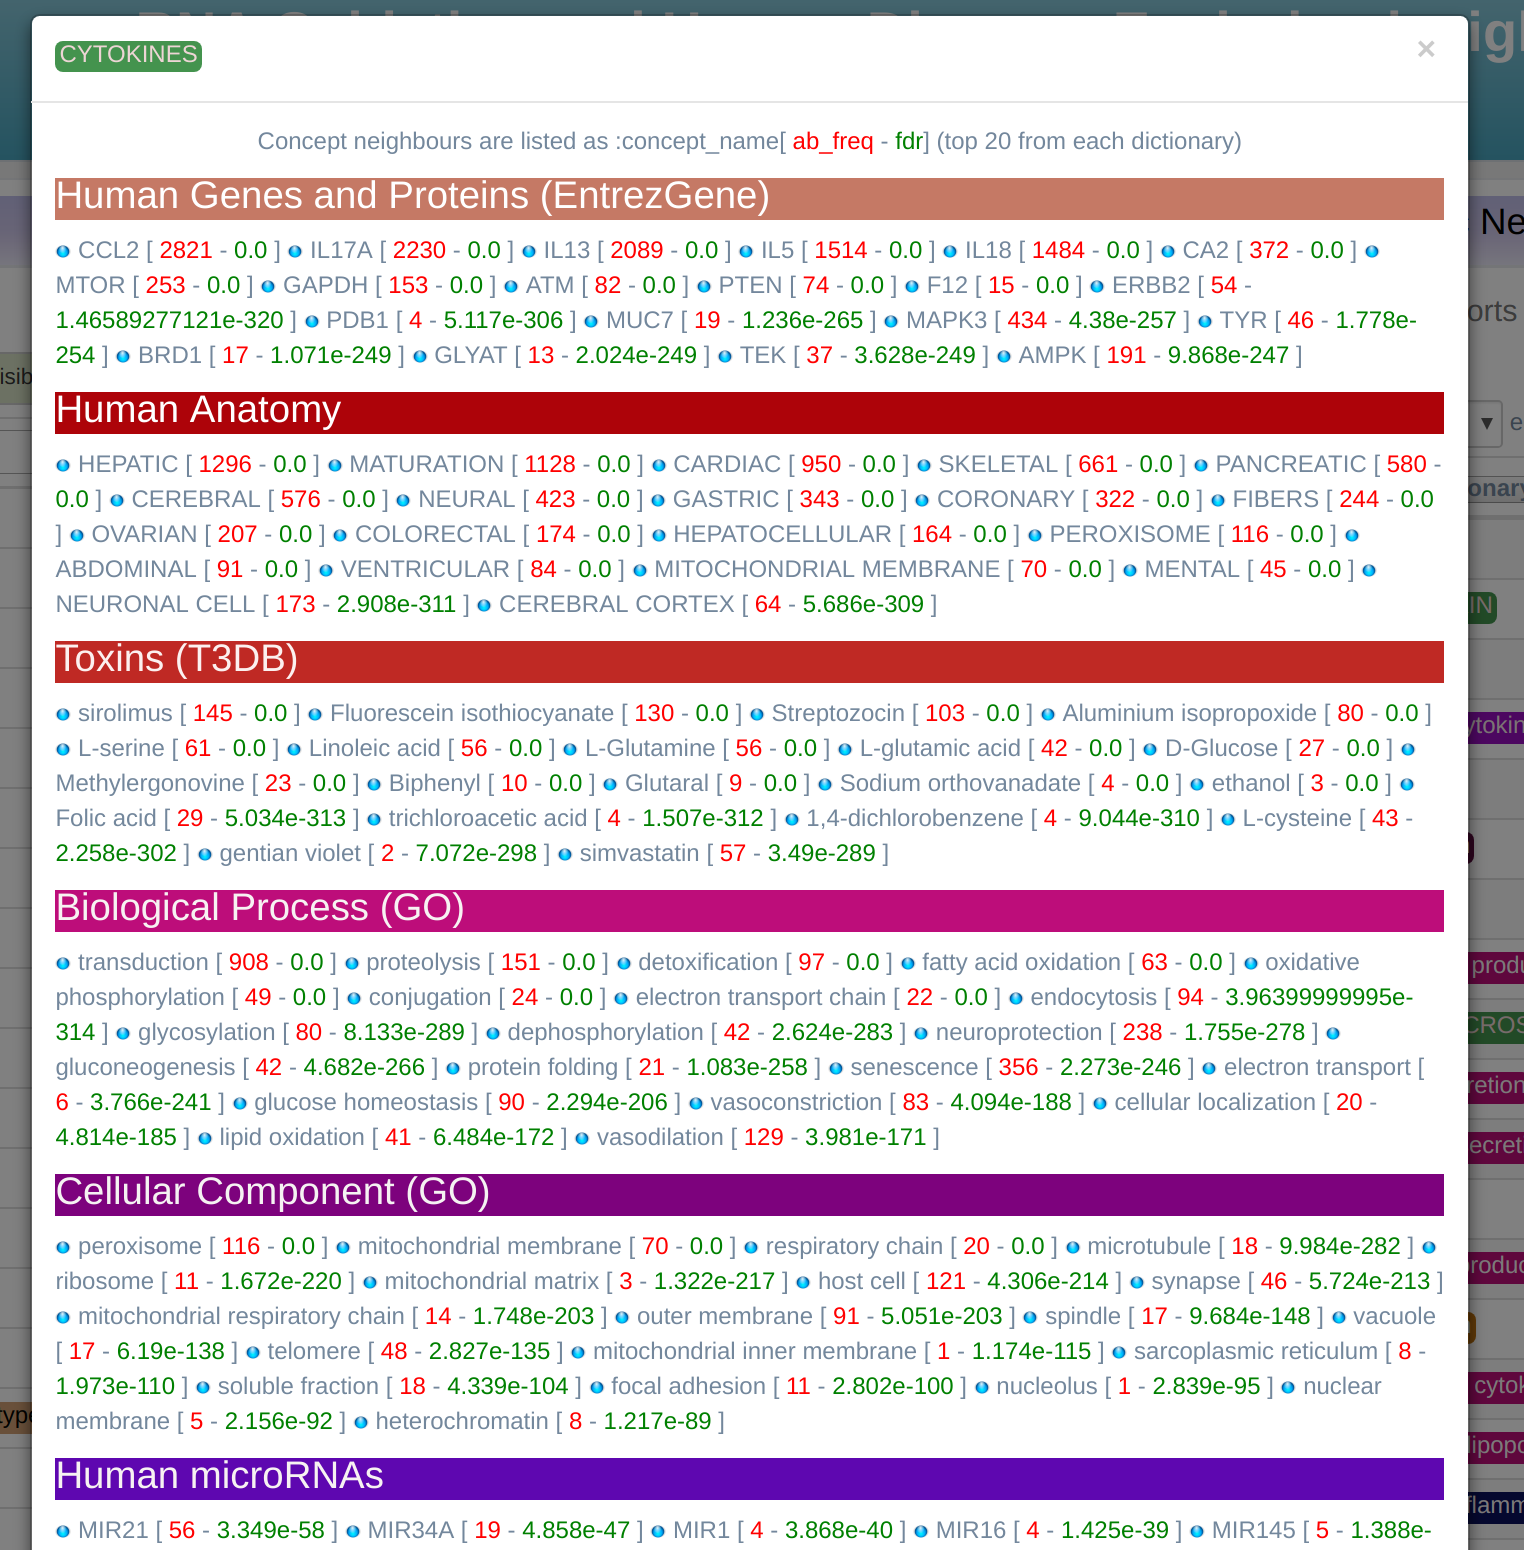 CYTOKINES ×
Concept neighbours are listed as :concept_name[ ab_freq - fdr] (top 20 from each dictionary)
Human Genes and Proteins (EntrezGene)
CCL2 [ 2821 - 0.0 ] IL17A [ 2230 - 0.0 ] IL13 [ 2089 - 0.0 ] IL5 [ 1514 - 0.0 ] IL18 [ 1484 - 0.0 ] CA2 [ 372 - 0.0 ]
MTOR [ 253 - 0.0 ] GAPDH [ 153 - 0.0 ] ATM [ 82 - 0.0 ] PTEN [ 74 - 0.0 ] F12 [ 15 - 0.0 ] ERBB2 [ 54 -
1.46589277121e-320 ] PDB1 [ 4 - 5.117e-306 ] MUC7 [ 19 - 1.236e-265 ] MAPK3 [ 434 - 4.38e-257 ] TYR [ 46 - 1.778e-
254 ] BRD1 [ 17 - 1.071e-249 ] GLYAT [ 13 - 2.024e-249 ] TEK [ 37 - 3.628e-249 ] AMPK [ 191 - 9.868e-247 ]
Human Anatomy
HEPATIC [ 1296 - 0.0 ] MATURATION [ 1128 - 0.0 ] CARDIAC [ 950 - 0.0 ] SKELETAL [ 661 - 0.0 ] PANCREATIC [ 580 -
0.0 ] CEREBRAL [ 576 - 0.0 ] NEURAL [ 423 - 0.0 ] GASTRIC [ 343 - 0.0 ] CORONARY [ 322 - 0.0 ] FIBERS [ 244 - 0.0
] OVARIAN [ 207 - 0.0 ] COLORECTAL [ 174 - 0.0 ] HEPATOCELLULAR [ 164 - 0.0 ] PEROXISOME [ 116 - 0.0 ]
ABDOMINAL [ 91 - 0.0 ] VENTRICULAR [ 84 - 0.0 ] MITOCHONDRIAL MEMBRANE [ 70 - 0.0 ] MENTAL [ 45 - 0.0 ]
NEURONAL CELL [ 173 - 2.908e-311 ] CEREBRAL CORTEX [ 64 - 5.686e-309 ]
Toxins (T3DB)
sirolimus [ 145 - 0.0 ] Fluorescein isothiocyanate [ 130 - 0.0 ] Streptozocin [ 103 - 0.0 ] Aluminium isopropoxide [ 80 - 0.0 ]
L-serine [ 61 - 0.0 ] Linoleic acid [ 56 - 0.0 ] L-Glutamine [ 56 - 0.0 ] L-glutamic acid [ 42 - 0.0 ] D-Glucose [ 27 - 0.0 ]
Methylergonovine [ 23 - 0.0 ] Biphenyl [ 10 - 0.0 ] Glutaral [ 9 - 0.0 ] Sodium orthovanadate [ 4 - 0.0 ] ethanol [ 3 - 0.0 ]
Folic acid [ 29 - 5.034e-313 ] trichloroacetic acid [ 4 - 1.507e-312 ] 1,4-dichlorobenzene [ 4 - 9.044e-310 ] L-cysteine [ 43 -
2.258e-302 ] gentian violet [ 2 - 7.072e-298 ] simvastatin [ 57 - 3.49e-289 ]
Biological Process (GO)
transduction [ 908 - 0.0 ] proteolysis [ 151 - 0.0 ] detoxification [ 97 - 0.0 ] fatty acid oxidation [ 63 - 0.0 ] oxidative
phosphorylation [ 49 - 0.0 ] conjugation [ 24 - 0.0 ] electron transport chain [ 22 - 0.0 ] endocytosis [ 94 - 3.96399999995e-
314 ] glycosylation [ 80 - 8.133e-289 ] dephosphorylation [ 42 - 2.624e-283 ] neuroprotection [ 238 - 1.755e-278 ]
gluconeogenesis [ 42 - 4.682e-266 ] protein folding [ 21 - 1.083e-258 ] senescence [ 356 - 2.273e-246 ] electron transport [
6 - 3.766e-241 ] glucose homeostasis [ 90 - 2.294e-206 ] vasoconstriction [ 83 - 4.094e-188 ] cellular localization [ 20 -
4.814e-185 ] lipid oxidation [ 41 - 6.484e-172 ] vasodilation [ 129 - 3.981e-171 ]
Cellular Component (GO)
peroxisome [ 116 - 0.0 ] mitochondrial membrane [ 70 - 0.0 ] respiratory chain [ 20 - 0.0 ] microtubule [ 18 - 9.984e-282 ]
ribosome [ 11 - 1.672e-220 ] mitochondrial matrix [ 3 - 1.322e-217 ] host cell [ 121 - 4.306e-214 ] synapse [ 46 - 5.724e-213 ]
mitochondrial respiratory chain [ 14 - 1.748e-203 ] outer membrane [ 91 - 5.051e-203 ] spindle [ 17 - 9.684e-148 ] vacuole
[ 17 - 6.19e-138 ] telomere [ 48 - 2.827e-135 ] mitochondrial inner membrane [ 1 - 1.174e-115 ] sarcoplasmic reticulum [ 8 -
1.973e-110 ] soluble fraction [ 18 - 4.339e-104 ] focal adhesion [ 11 - 2.802e-100 ] nucleolus [ 1 - 2.839e-95 ] nuclear
membrane [ 5 - 2.156e-92 ] heterochromatin [ 8 - 1.217e-89 ]
Human microRNAs
MIR21 [ 56 - 3.349e-58 ] MIR34A [ 19 - 4.858e-47 ] MIR1 [ 4 - 3.868e-40 ] MIR16 [ 4 - 1.425e-39 ] MIR145 [ 5 - 1.388e-